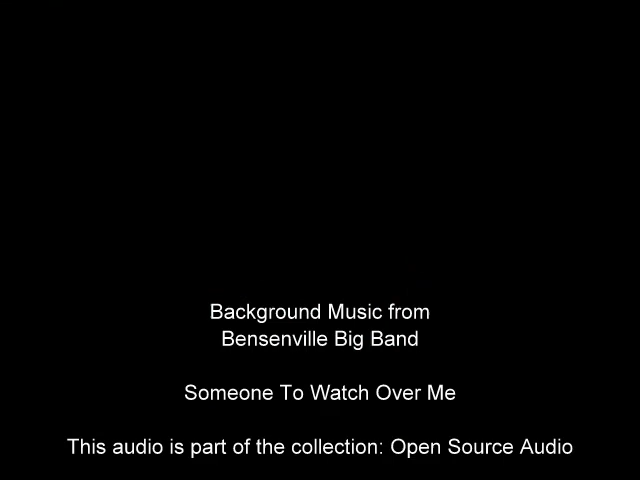 Background Music from
Bensenville Big Band
Someone To Watch Over Me
This audio is part of the collection: Open Source Audio